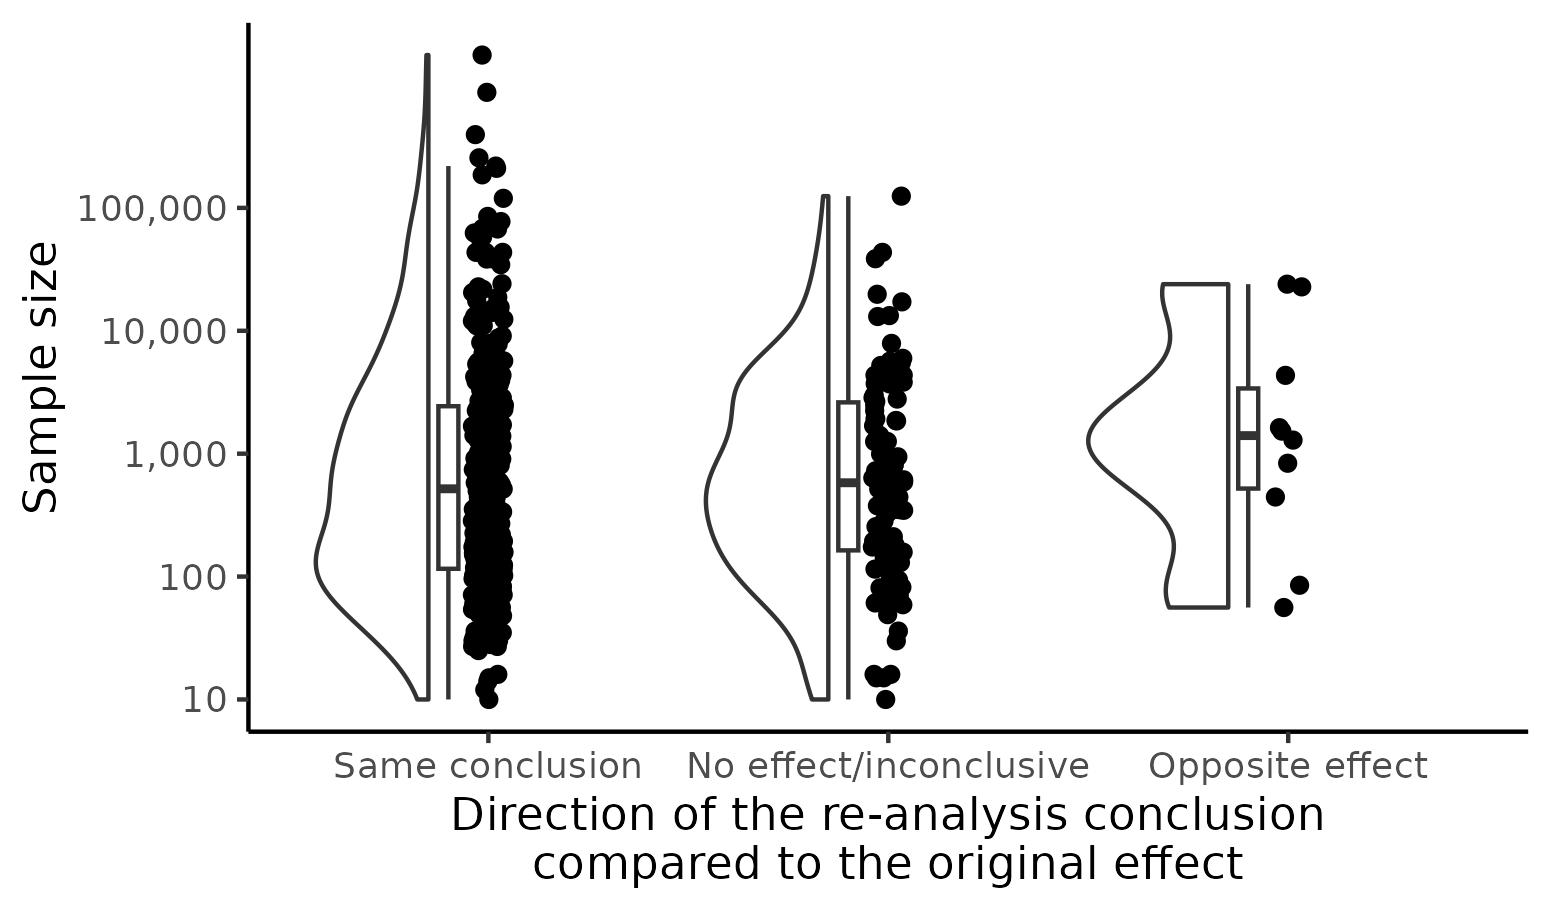 Sample size
100,000
10,000
1,000
100
10
Same conclusion
No effect/inconclusive
Opposite effect
Direction of the re-analysis conclusion
compared to the original effect